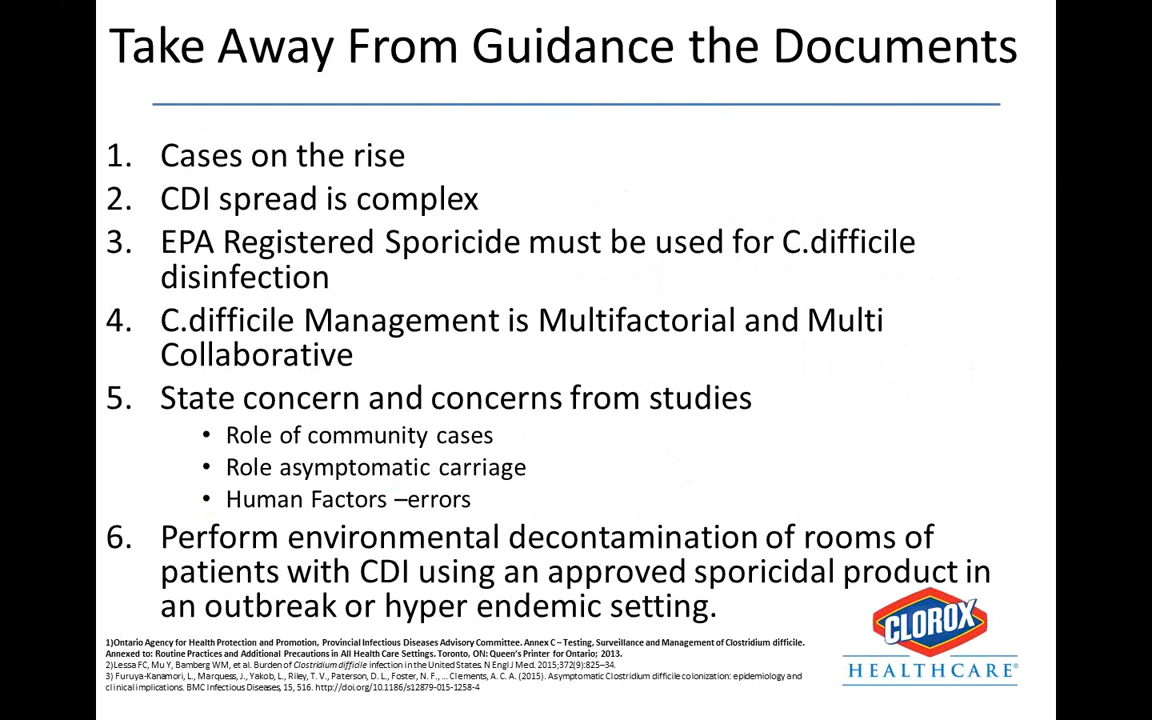 Take Away From Guidance the Documents
1. Cases on the rise
2. CDI spread is complex
3. EPA Registered Sporicide must be used for C.difficile
disinfection
4. C.difficile Management is Multifactorial and Multi
Collaborative
5. State concern and concerns from studies
• Role of community cases
• Role asymptomatic carriage
• Human Factors –errors
6. Perform environmental decontamination of rooms of
patients with CDI using an approved sporicidal product in
an outbreak or hyper endemic setting.
1)Ontario Agency for Health Protection and Promotion, Provincial Infectious Diseases Advisory Committee. Annex C – Testing, Surveillance and Management of Clostridium difficile.
Annexed to: Routine Practices and Additional Precautions in All Health Care Settings. Toronto, ON: Queen's Printer for Ontario; 2013.
2)Lessa FC, Mu Y, Bamberg WM, et al. Burden of Clostridium difficile infection in the United States. N Engl J Med. 2015;372(9):825–34.
3) Furuya-Kanamori, L., Marquess, J., Yakob, L., Riley, T. V., Paterson, D. L., Foster, N. F., … Clements, A. C. A. (2015). Asymptomatic Clostridium difficile colonization: epidemiology and
clinical implications. BMC Infectious Diseases, 15, 516. http://doi.org/10.1186/s12879-015-1258-4
CLOROX
HEALTHCARE®